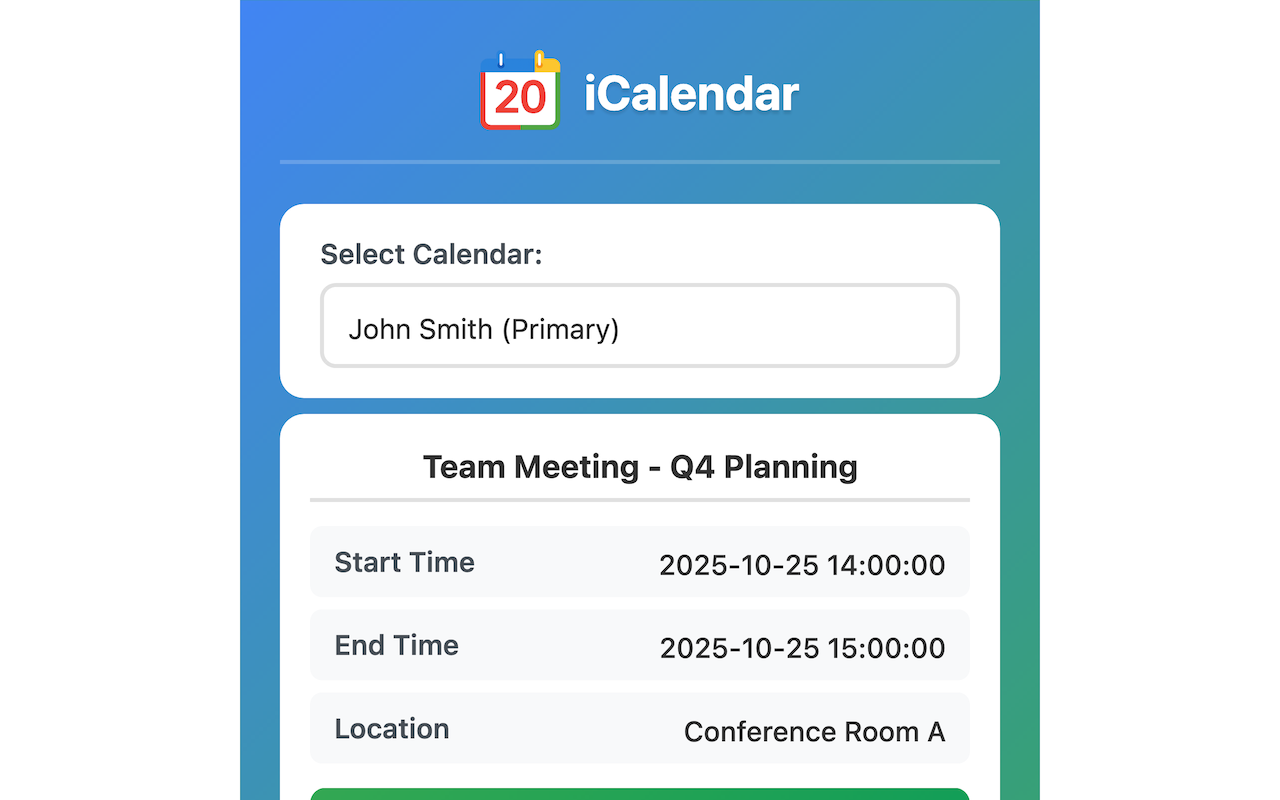 20
iCalendar
Select Calendar:
John Smith (Primary)
Team Meeting - Q4 Planning
Start Time 2025-10-25 14:00:00
End Time 2025-10-25 15:00:00
Location Conference Room A